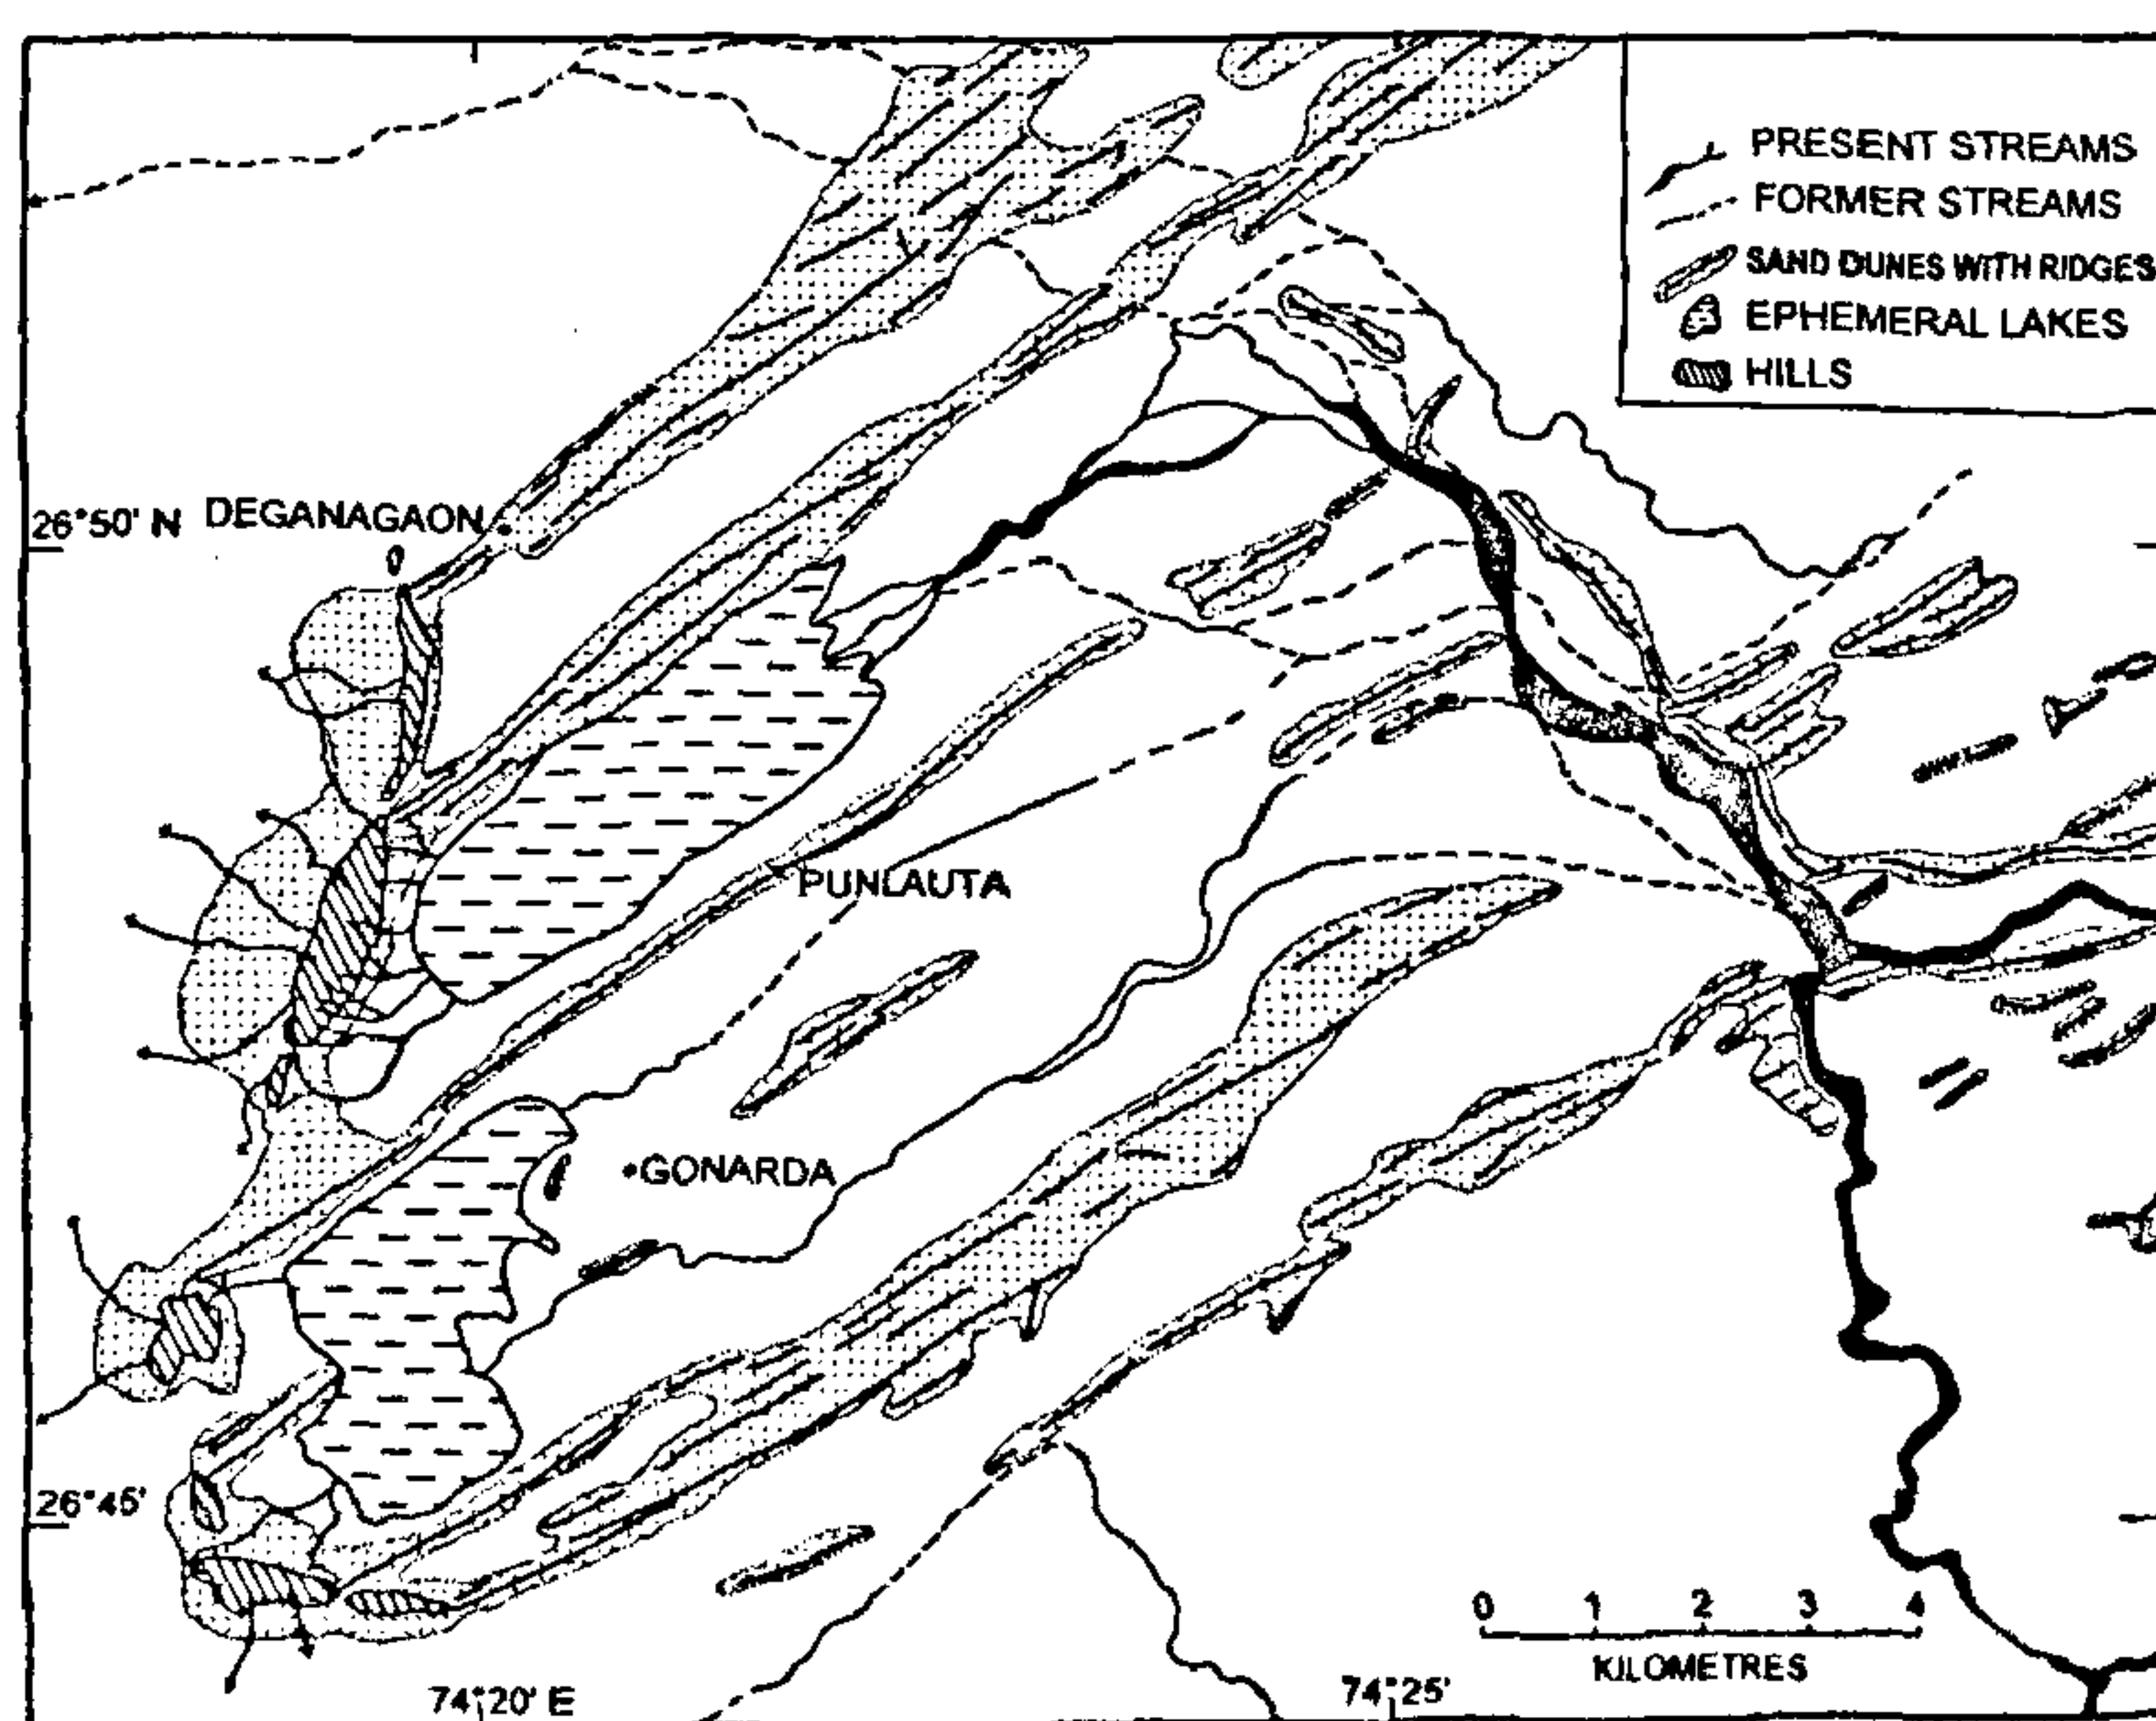 PRESENT STREAMS
FORMER STREAMS
SAND DUNES WITH RIDGES
EPHEMERAL LAKES
HILLS
26°50' N DEGANAGAON
PUNLAUTA
GONARDA
26°45'
0 1 2 3 4
KILOMETRES
74°20' E 74°25'